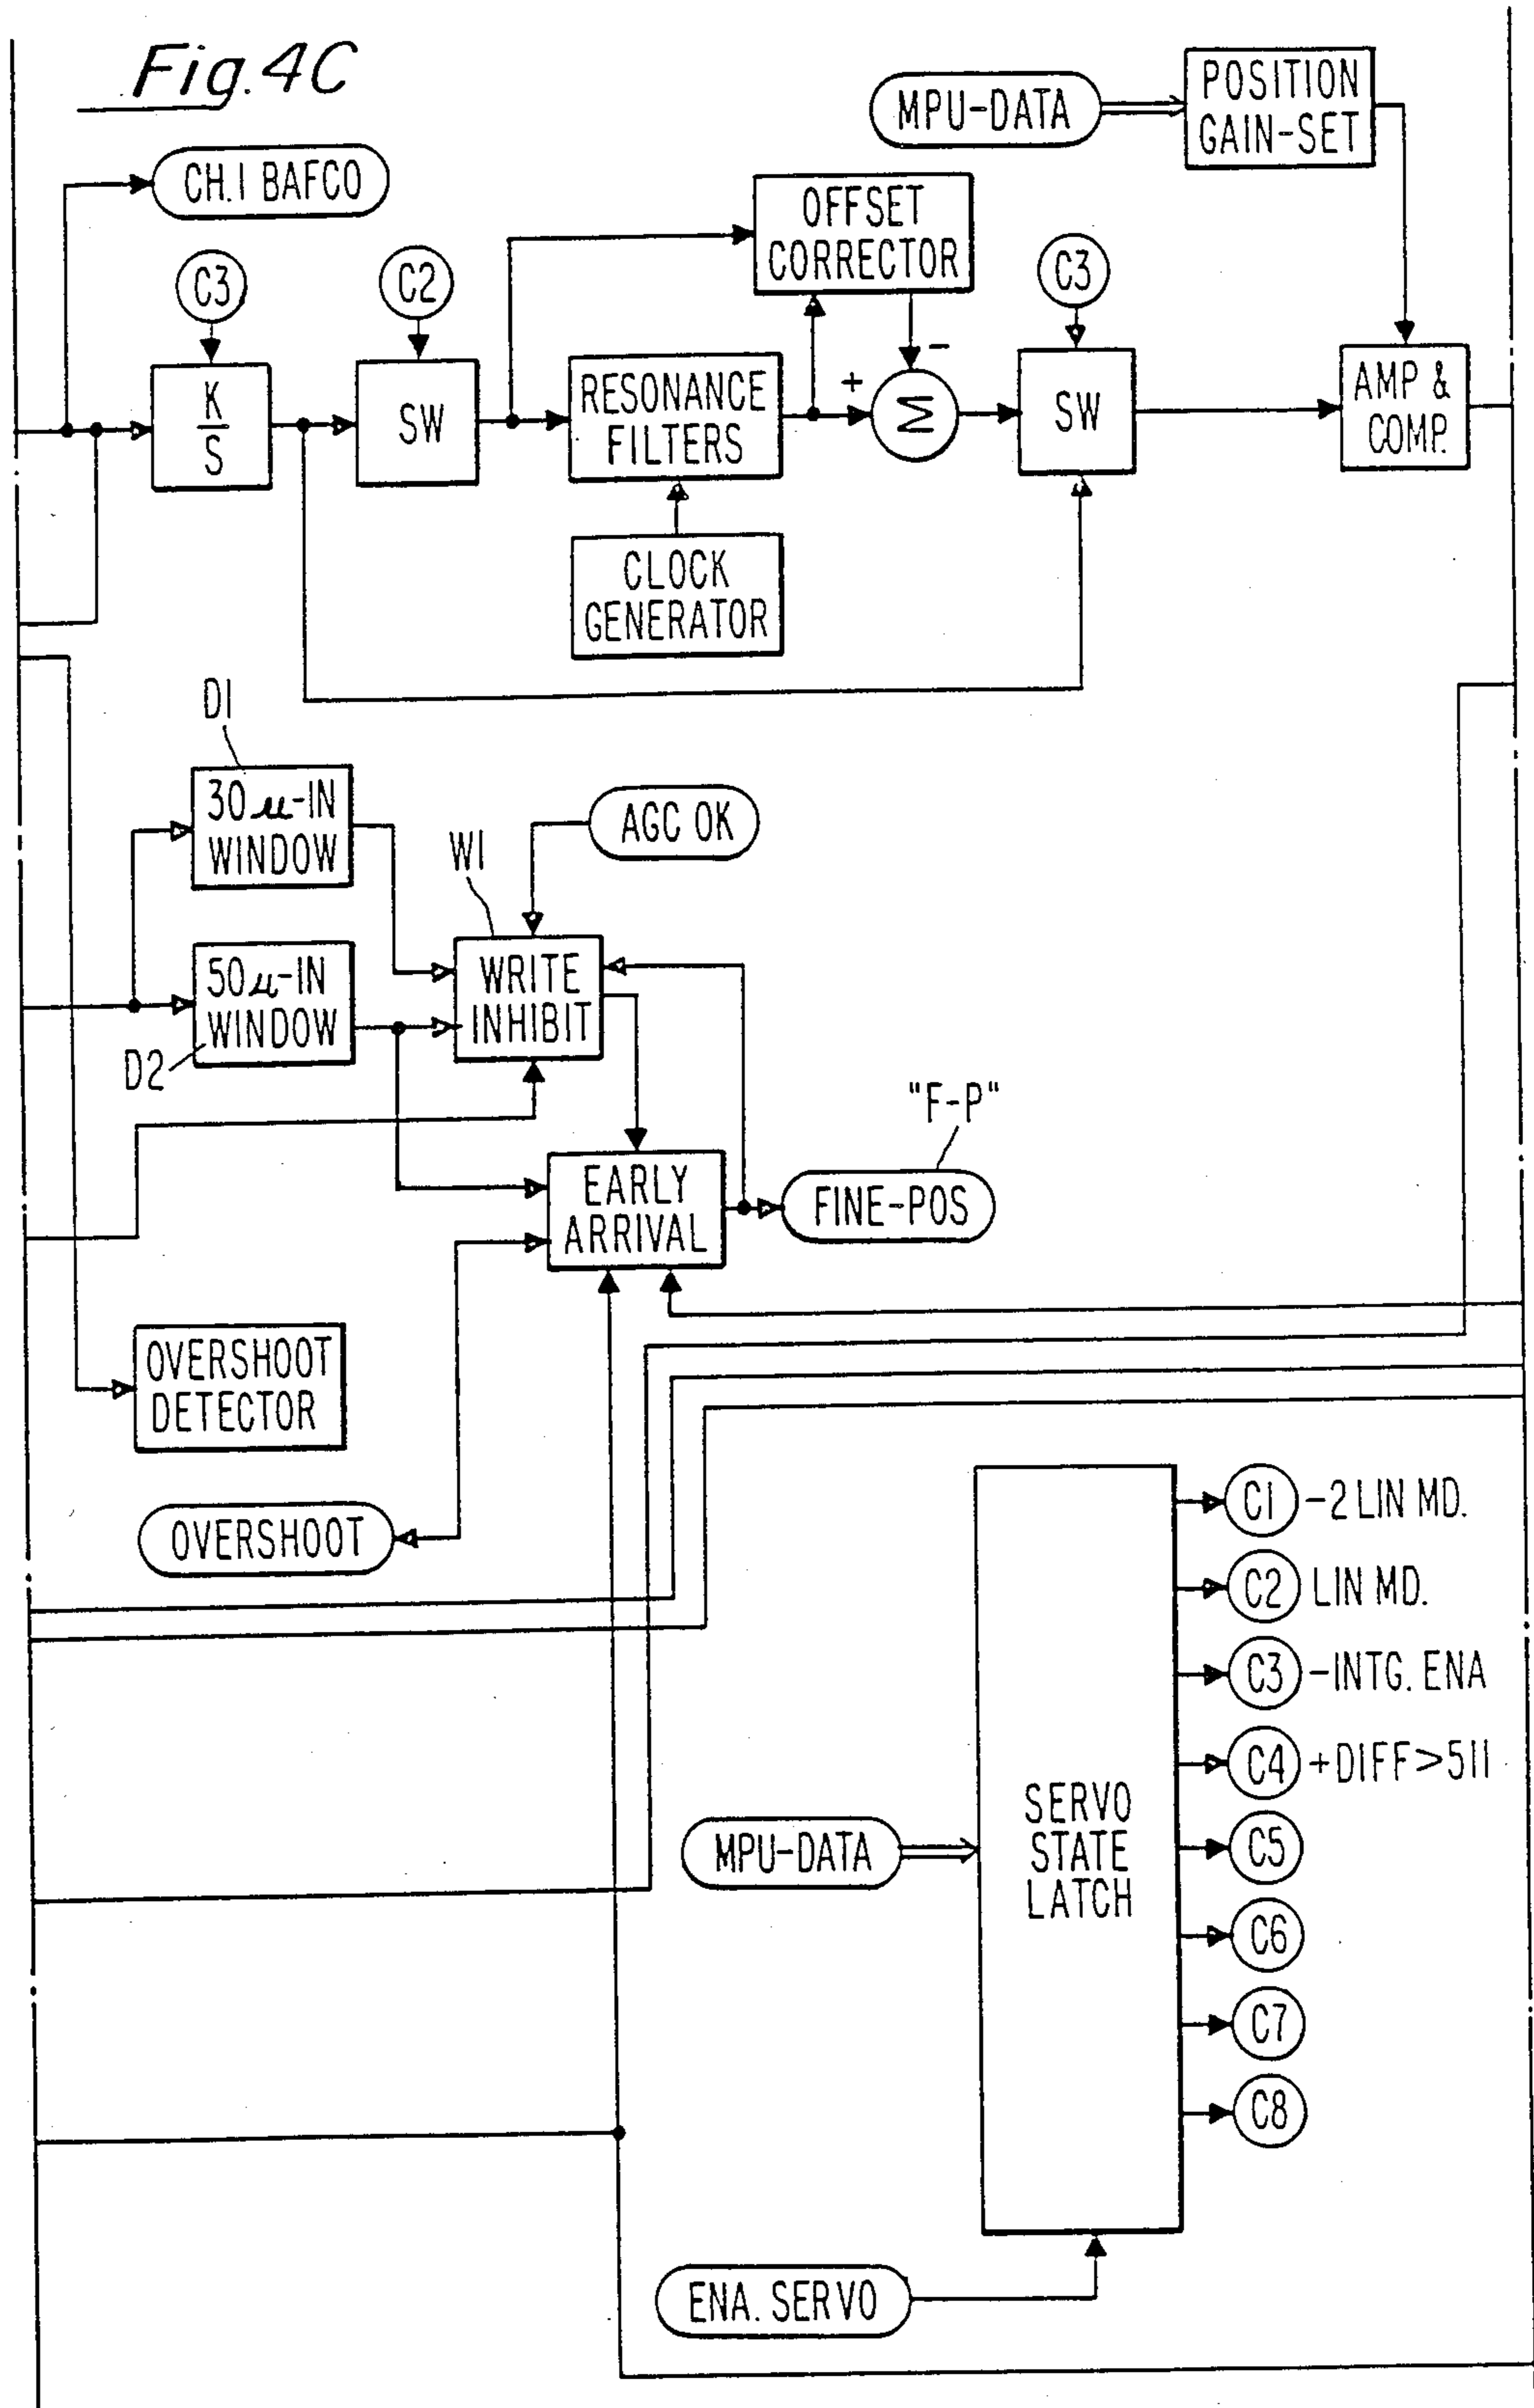 Fig. 4C
MPU-DATA
POSITION
GAIN-SET
CH.1 BAFCO
OFFSET
CORRECTOR
C3
C2
C3
-
+
K
S
SW
RESONANCE
FILTERS
Σ
SW
AMP &
COMP.
CLOCK
GENERATOR
D1
30μ-IN
WINDOW
AGC OK
W1
50μ-IN
WINDOW
D2
WRITE
INHIBIT
"F-P"
EARLY
ARRIVAL
FINE-POS
OVERSHOOT
DETECTOR
OVERSHOOT
C1 -2 LIN MD.
C2 LIN MD.
C3 -INTG. ENA
C4 +DIFF>511
MPU-DATA
SERVO
STATE
LATCH
C5
C6
C7
C8
ENA. SERVO